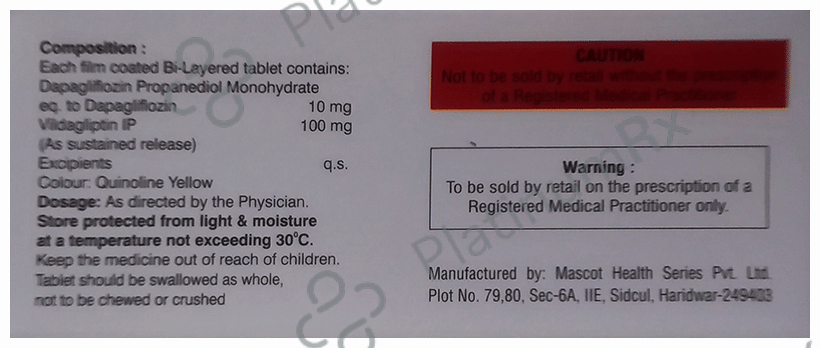 Composition :
Each film coated Bi-Layered tablet contains:
Dapagliflozin Propanediol Monohydrate
eq. to Dapagliflozin 10 mg
Vildagliptin IP 100 mg
(As sustained release)
Excipients q.s.
Colour: Quinoline Yellow
Dosage: As directed by the Physician.
Store protected from light & moisture
at a temperature not exceeding 30°C.
Keep the medicine out of reach of children.
Tablet should be swallowed as whole,
not to be chewed or crushed
CAUTION
Not to be sold by retail without the prescription
of a Registered Medical Practitioner
Warning :
To be sold by retail on the prescription of a
Registered Medical Practitioner only.
Manufactured by: Mascot Health Series Pvt. Ltd.
Plot No. 79,80, Sec-6A, IIE, Sidcul, Haridwar-249403
PlatinumRx